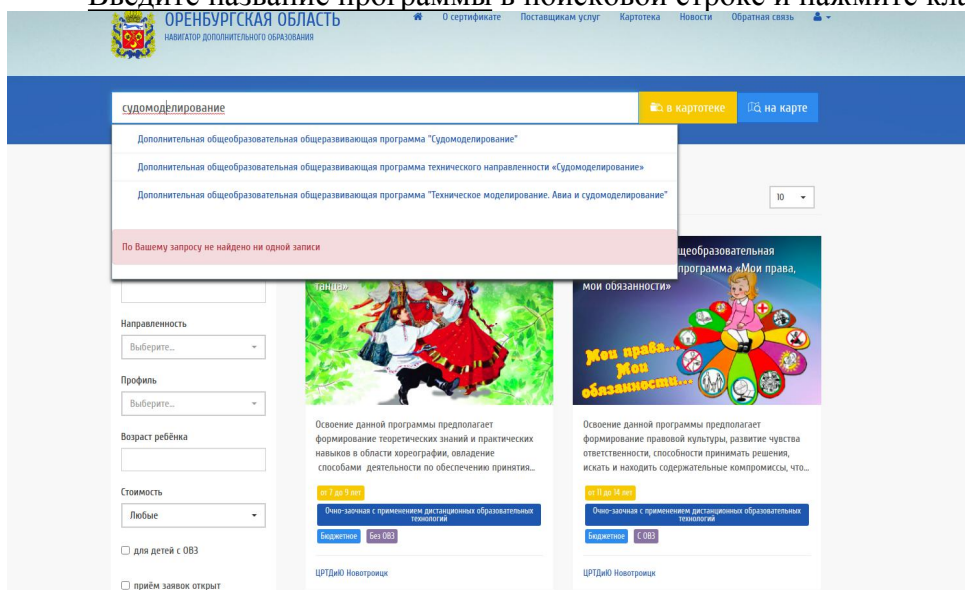 Введите название программы в поисковой строке и нажмите кла
ОРЕНБУРГСКАЯ ОБЛАСТЬ
НАВИГАТОР ДОПОЛНИТЕЛЬНОГО ОБРАЗОВАНИЯ
О сертификате Поставщикам услуг Картотека Новости Обратная связь
судомоделирование
в картотеке
на карте
Дополнительная общеобразовательная общеразвивающая программа "Судомоделирование"
Дополнительная общеобразовательная общеразвивающая программа технического направленности «Судомоделирование»
Дополнительная общеобразовательная общеразвивающая программа "Техническое моделирование. Авиа и судомоделирование"
10
По Вашему запросу не найдено ни одной записи
Направленность
Выберите...
Профиль
Выберите...
Возраст ребёнка
Стоимость
Любые
для детей с ОВЗ
приём заявок открыт
танца»
Освоение данной программы предполагает
формирование теоретических знаний и практических
навыков в области хореографии, овладение
способами деятельности по обеспечению принятия...
от 7 до 9 лет
Очно-заочная с применением дистанционных образовательных
технологий
Бюджетное Без ОВЗ
ЦРТДиЮ Новотроицк
щеобразовательная
программа «Мои права,
мои обязанности»
Мои права...
Мои
обязанности...
Освоение данной программы предполагает
формирование правовой культуры, развитие чувства
ответственности, способности принимать решения,
искать и находить содержательные компромиссы, что...
от 11 до 14 лет
Очно-заочная с применением дистанционных образовательных
технологий
Бюджетное С ОВЗ
ЦРТДиЮ Новотроицк